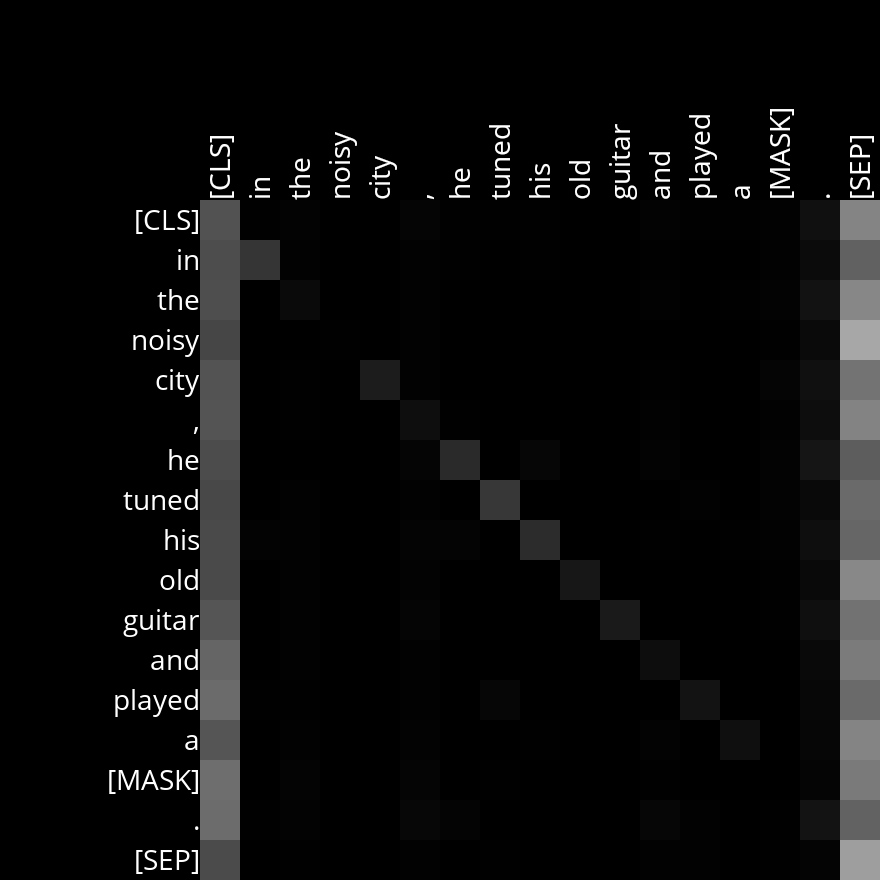 [CLS] in the noisy city , he tuned his old guitar and played a [MASK] . [SEP]
[CLS]
in
the
noisy
city
,
he
tuned
his
old
guitar
and
played
a
[MASK]
.
[SEP]